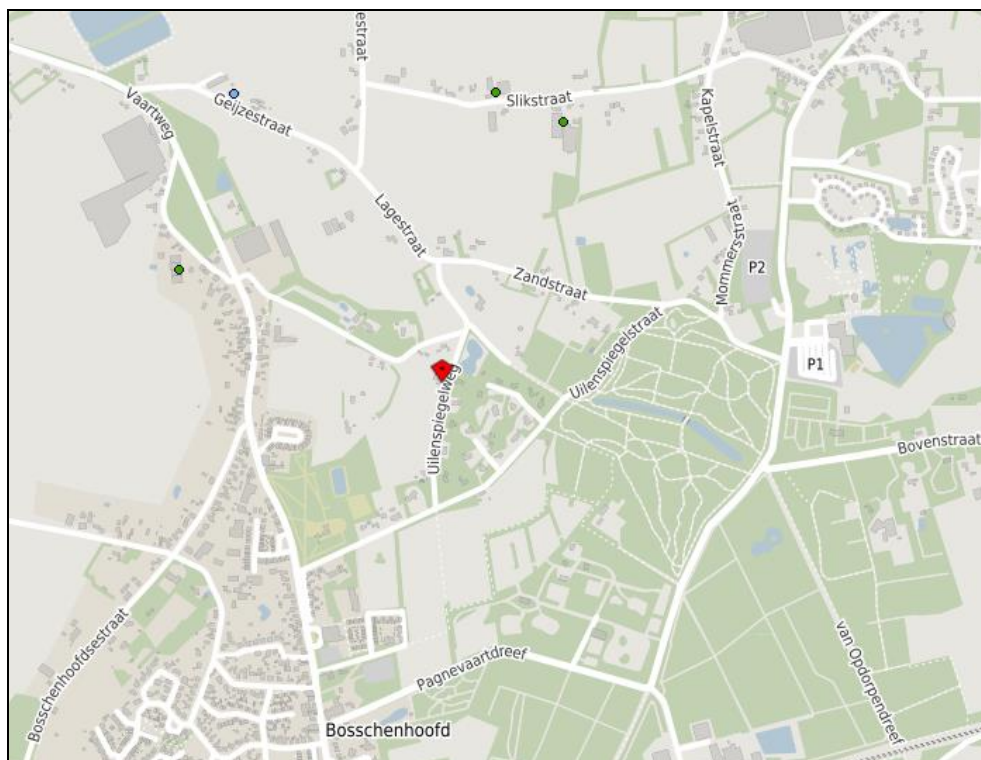 estraat
Vaartweg
Geijzestraat
Slikstraat
Kapelstraat
Lagestraat
Mommersstraat
P2
Zandstraat
Uilenspiegelstraat
P1
Uilenspiegelweg
Bovenstraat
Bosschenhoofdsestraat
Pagnevaartdreef
van Opdorpendreef
Bosschenhoofd